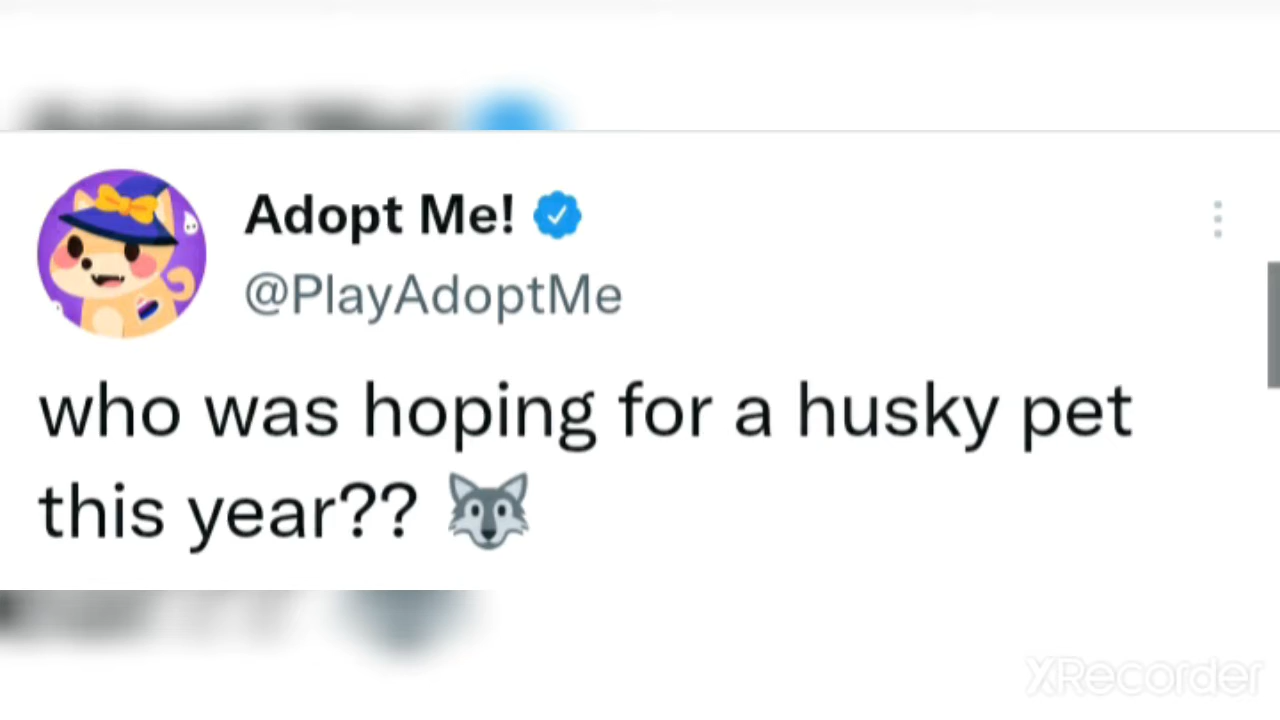 Adopt Me!
@PlayAdoptMe
who was hoping for a husky pet
this year?? 🐺
XRecorder